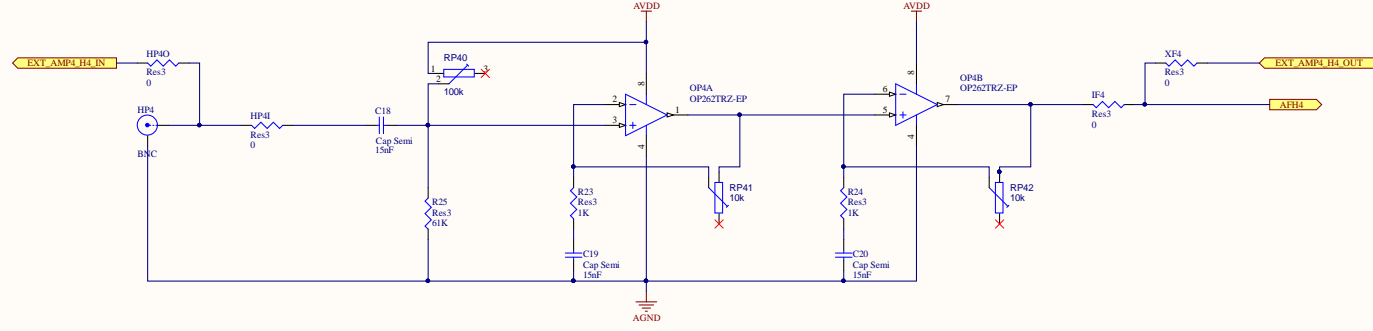 AVDD
AVDD
EXT_AMP4_H4_IN
HP4O
Res3
0
RP40
1
2
3
100k
8
OP4A
OP262TRZ-EP
8
OP4B
OP262TRZ-EP
XF4
Res3
0
EXT_AMP4_H4_OUT
HP4
BNC
HP4I
Res3
0
C18
Cap Semi
15nF
2
3
1
4
6
5
7
4
IF4
Res3
0
AFH4
R25
Res3
61K
R23
Res3
1K
RP41
10k
R24
Res3
1K
RP42
10k
C19
Cap Semi
15nF
C20
Cap Semi
15nF
AGND